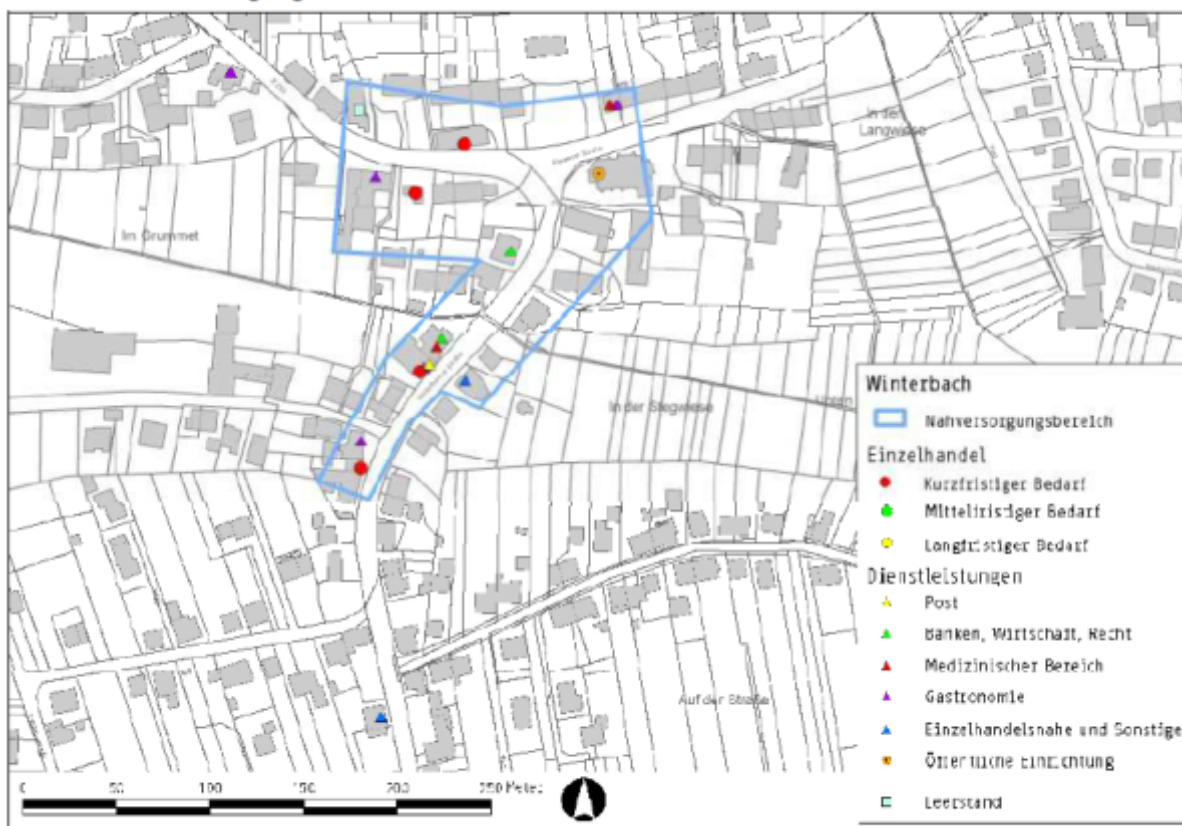 In der
Langwiese
Im Grummet
In der Stegwiese
Auf der Straße
Winterbach
Nahversorgungsbereich
Einzelhandel
Kurzfristiger Bedarf
Mittelfristiger Bedarf
Langfristiger Bedarf
Dienstleistungen
Post
Banken, Wirtschaft, Recht
Medizinischer Bereich
Gastronomie
Einzelhandelsnahe und Sonstige
Öffentliche Einrichtung
Leerstand
0 50 100 150 200 250 Meter